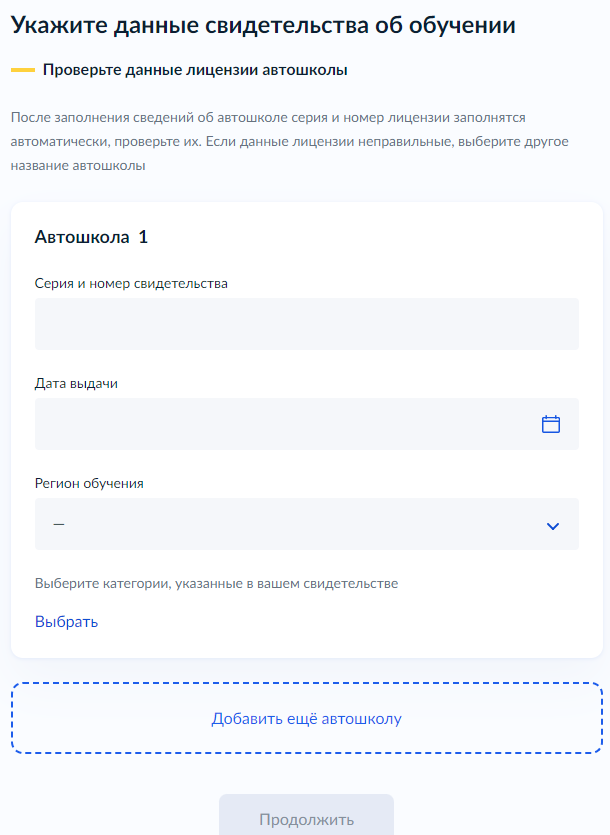 Укажите данные свидетельства об обучении
Проверьте данные лицензии автошколы
После заполнения сведений об автошколе серия и номер лицензии заполнятся
автоматически, проверьте их. Если данные лицензии неправильные, выберите другое
название автошколы
Автошкола 1
Серия и номер свидетельства
Дата выдачи
Регион обучения
—
Выберите категории, указанные в вашем свидетельстве
Выбрать
Добавить ещё автошколу
Продолжить